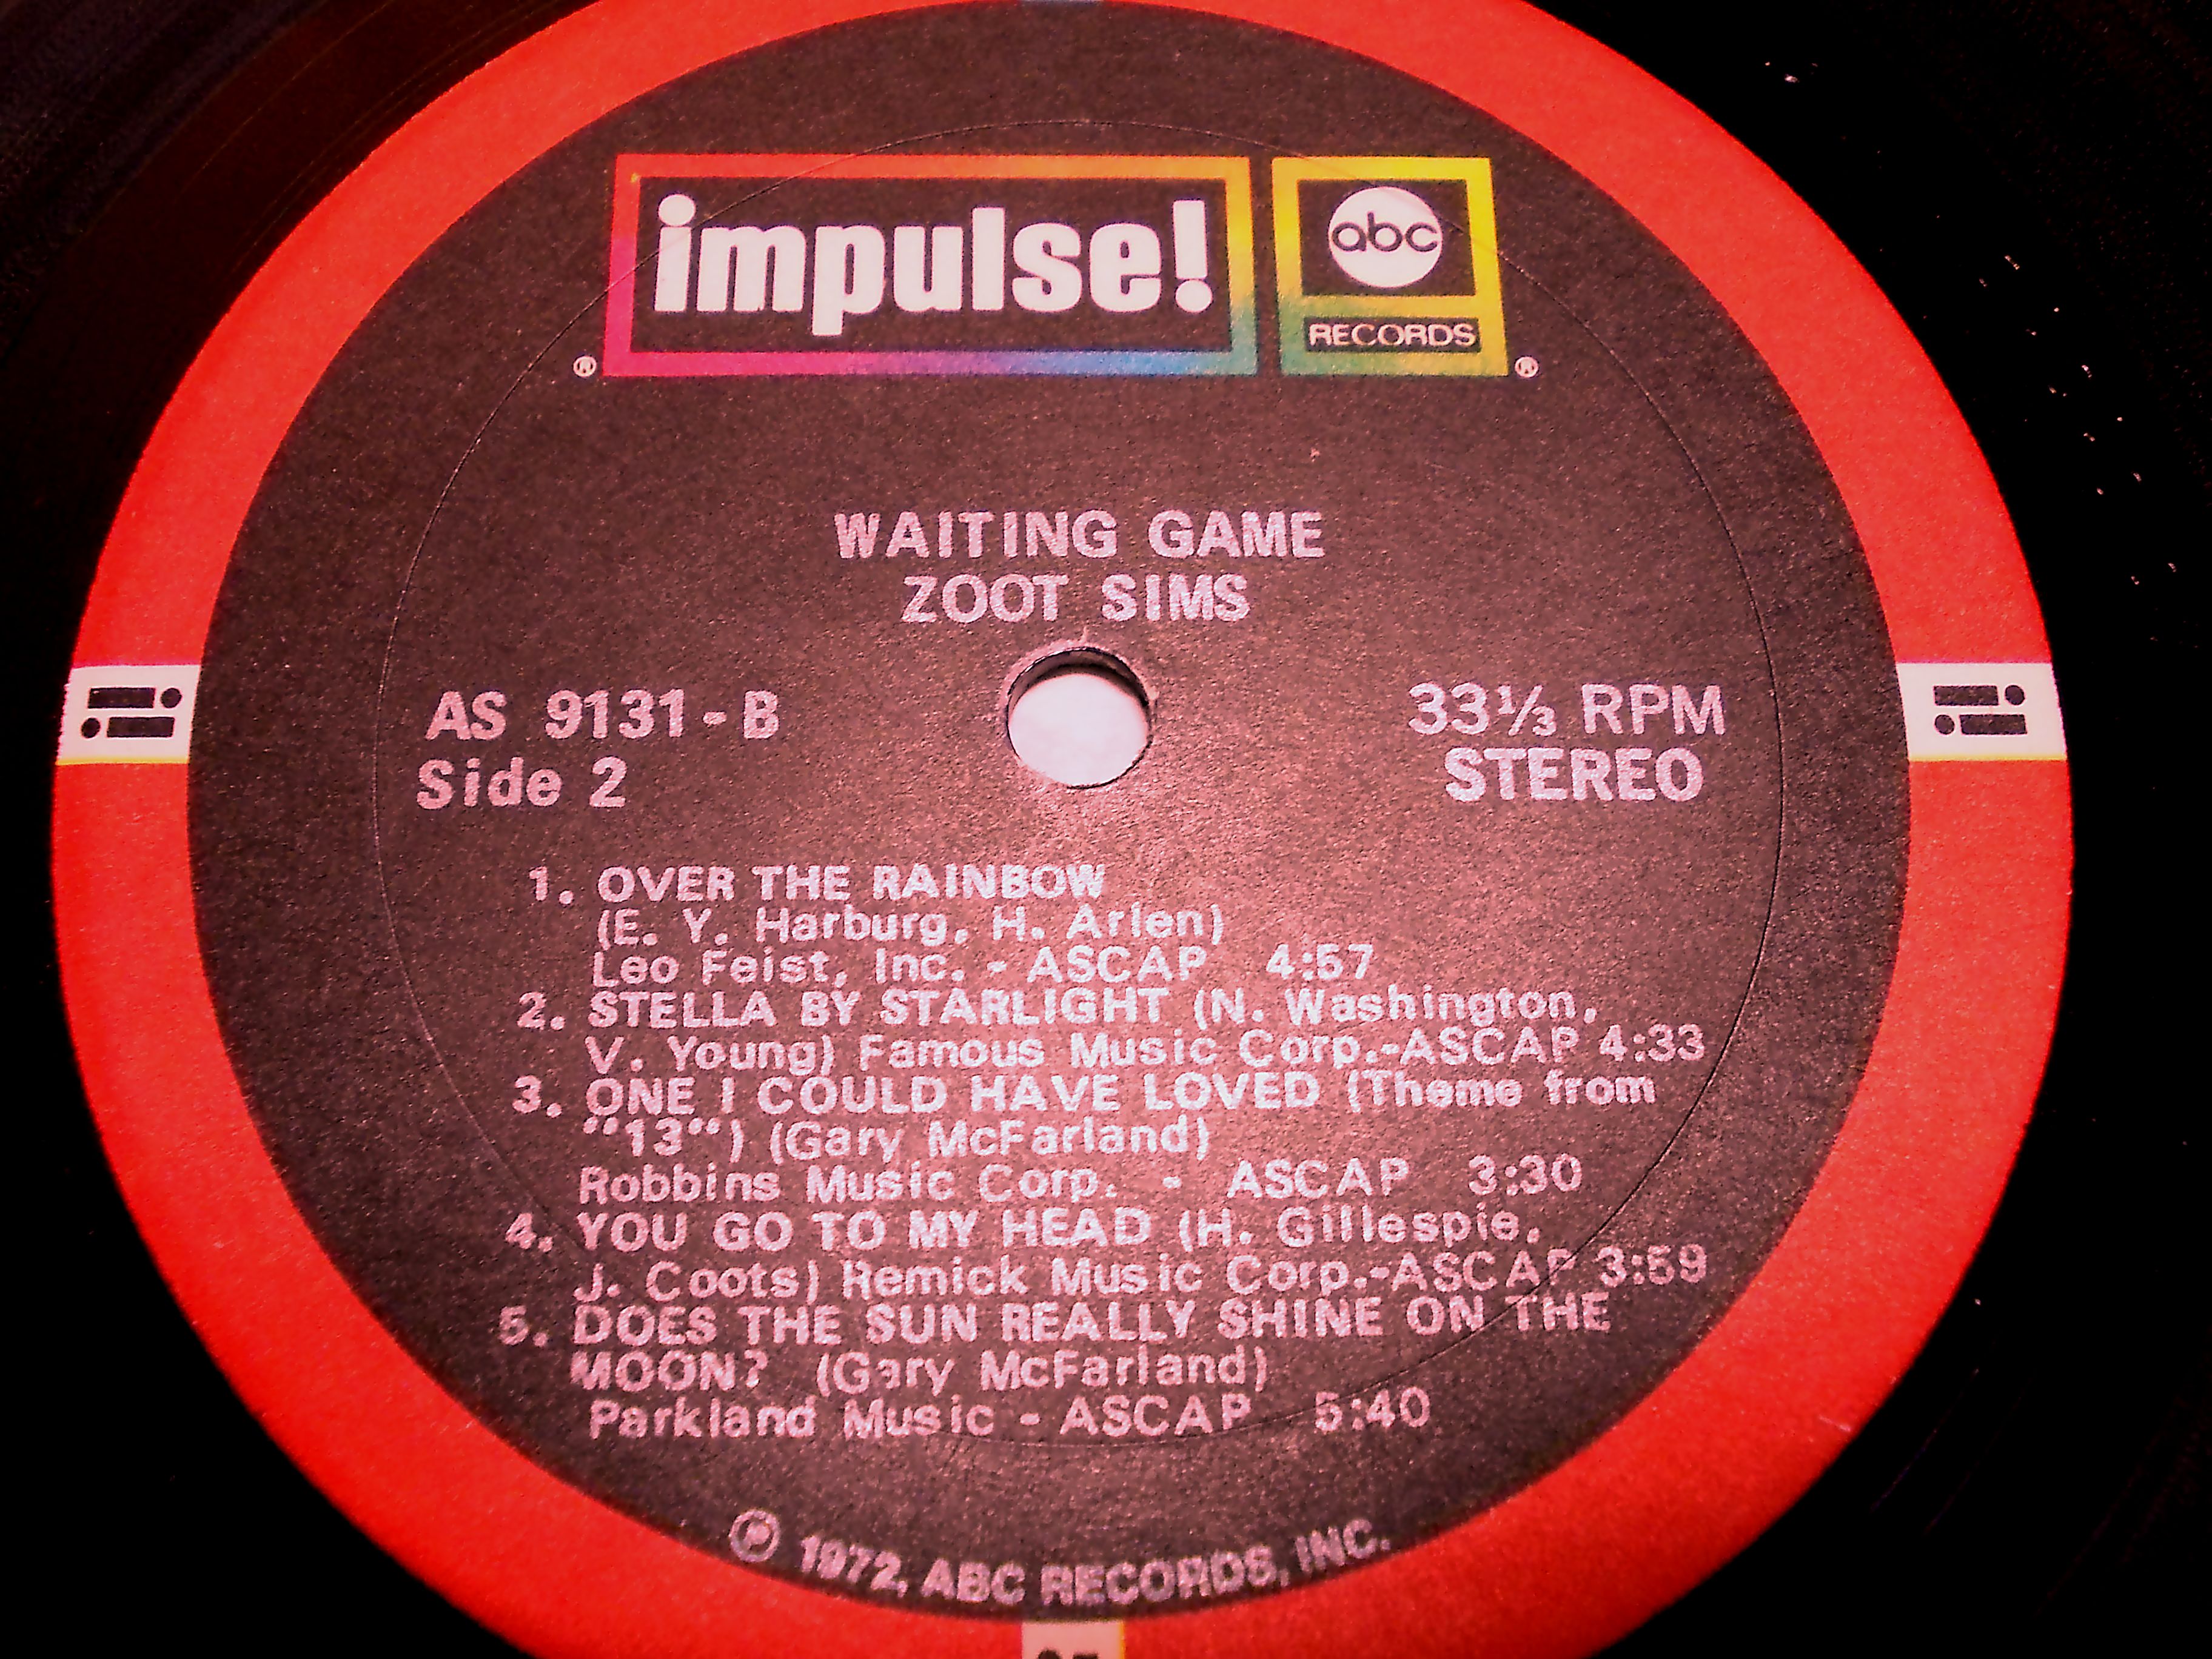 impulse!
abc
RECORDS
® ®
WAITING GAME
ZOOT SIMS
AS 9131-B
Side 2
33⅓ RPM
STEREO
1. OVER THE RAINBOW
(E. Y. Harburg, H. Arlen)
Leo Feist, Inc. - ASCAP 4:57
2. STELLA BY STARLIGHT (N. Washington,
V. Young) Famous Music Corp.-ASCAP 4:33
3. ONE I COULD HAVE LOVED (Theme from
"13") (Gary McFarland)
Robbins Music Corp. - ASCAP 3:30
4. YOU GO TO MY HEAD (H. Gillespie,
J. Coots) Remick Music Corp.-ASCAP 3:59
5. DOES THE SUN REALLY SHINE ON THE
MOON? (Gary McFarland)
Parkland Music - ASCAP 5:40
℗ 1972, ABC RECORDS, INC.